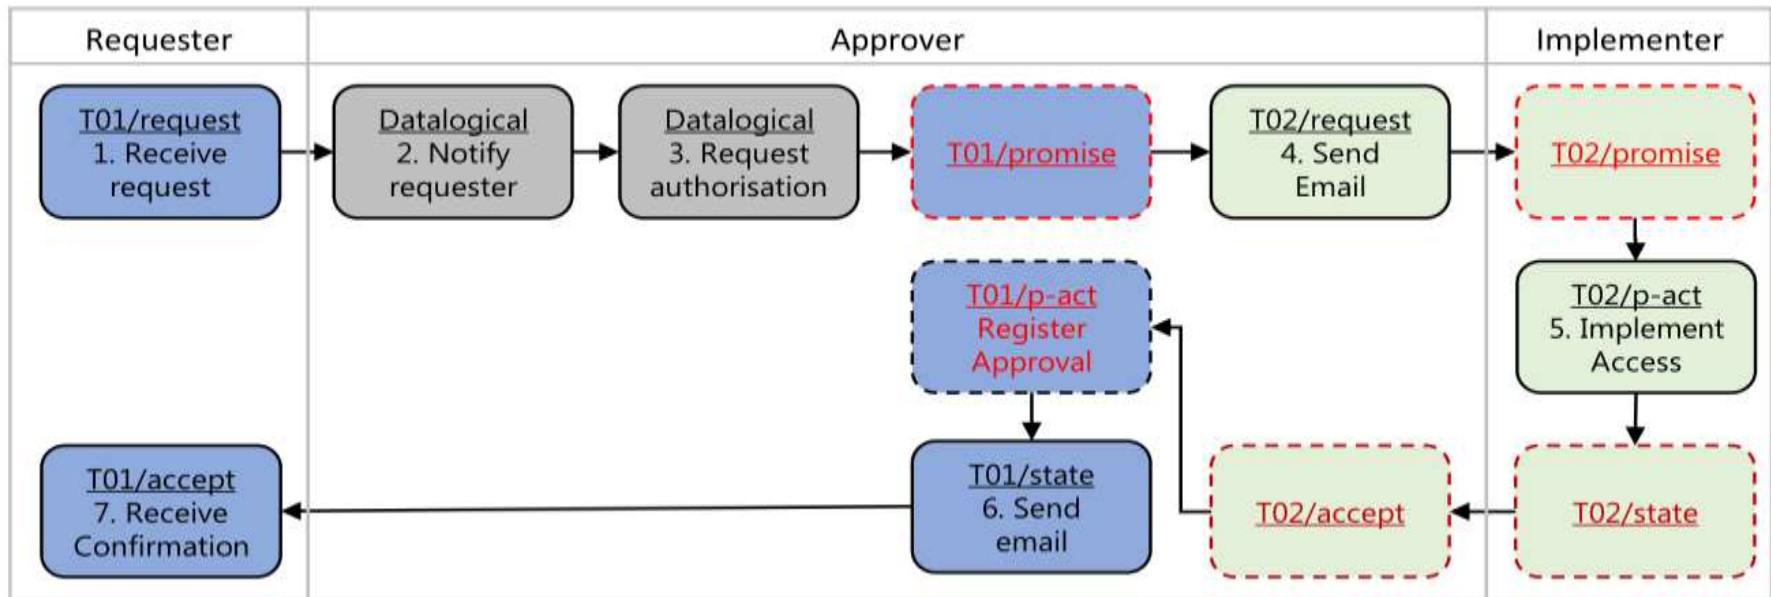 Requester
Approver
Implementer
T01/request
1. Receive
request
Datalogical
2. Notify
requester
Datalogical
3. Request
authorisation
T01/promise
T02/request
4. Send
Email
T02/promise
T01/p-act
Register
Approval
T02/p-act
5. Implement
Access
T01/accept
7. Receive
Confirmation
T01/state
6. Send
email
T02/accept
T02/state